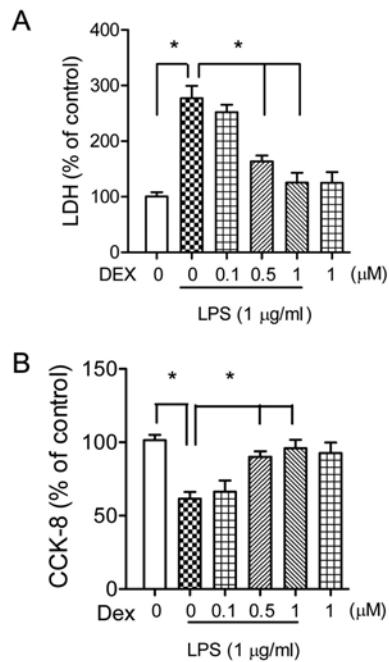 A
LDH (% of control)
400
300
200
100
0
* *
DEX 0 0 0.1 0.5 1 1 (μM)
LPS (1 μg/ml)
B
CCK-8 (% of control)
150
100
50
0
* *
Dex 0 0 0.1 0.5 1 1 (μM)
LPS (1 μg/ml)